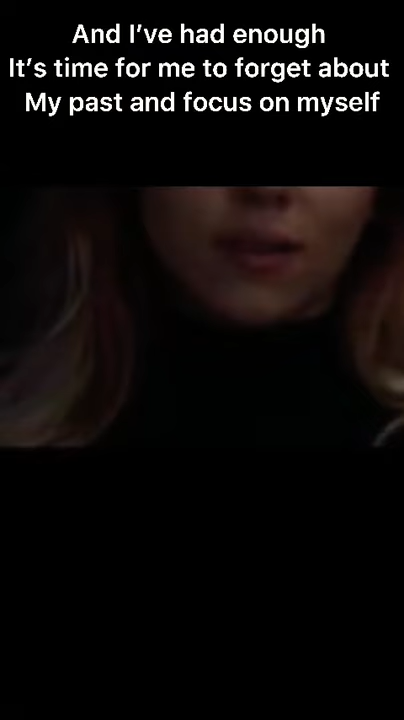 And I’ve had enough
It’s time for me to forget about
My past and focus on myself